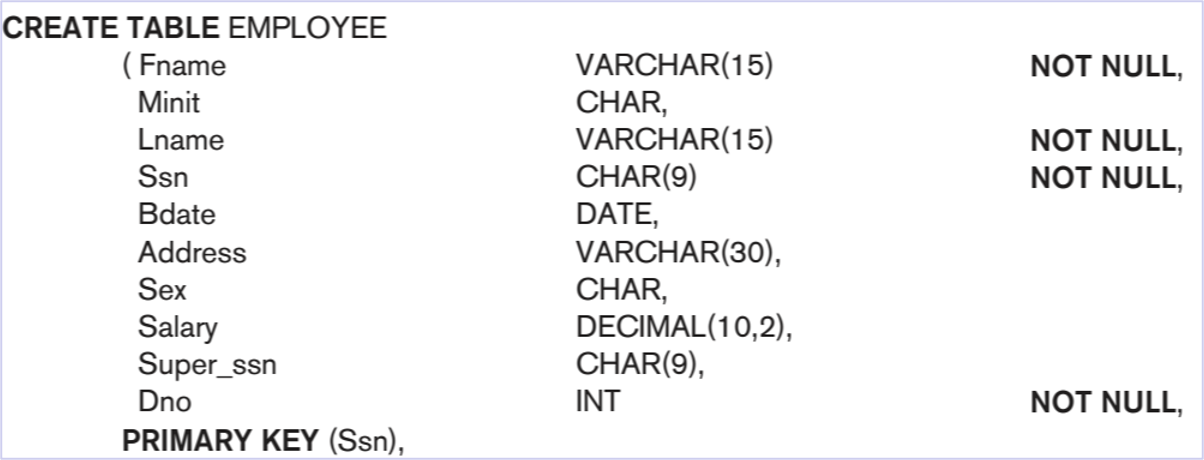 CREATE TABLE EMPLOYEE
( Fname VARCHAR(15) NOT NULL,
Minit CHAR,
Lname VARCHAR(15) NOT NULL,
Ssn CHAR(9) NOT NULL,
Bdate DATE,
Address VARCHAR(30),
Sex CHAR,
Salary DECIMAL(10,2),
Super_ssn CHAR(9),
Dno INT NOT NULL,
PRIMARY KEY (Ssn),